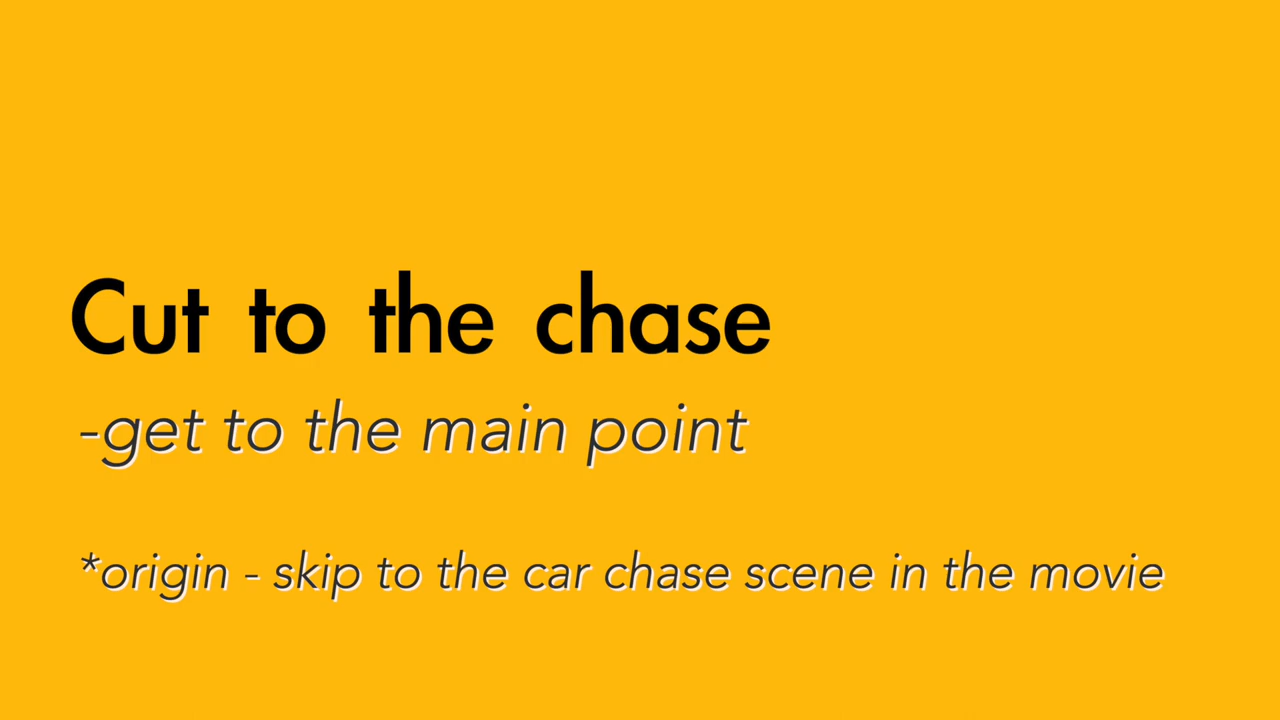 Cut to the chase
-get to the main point
*origin - skip to the car chase scene in the movie